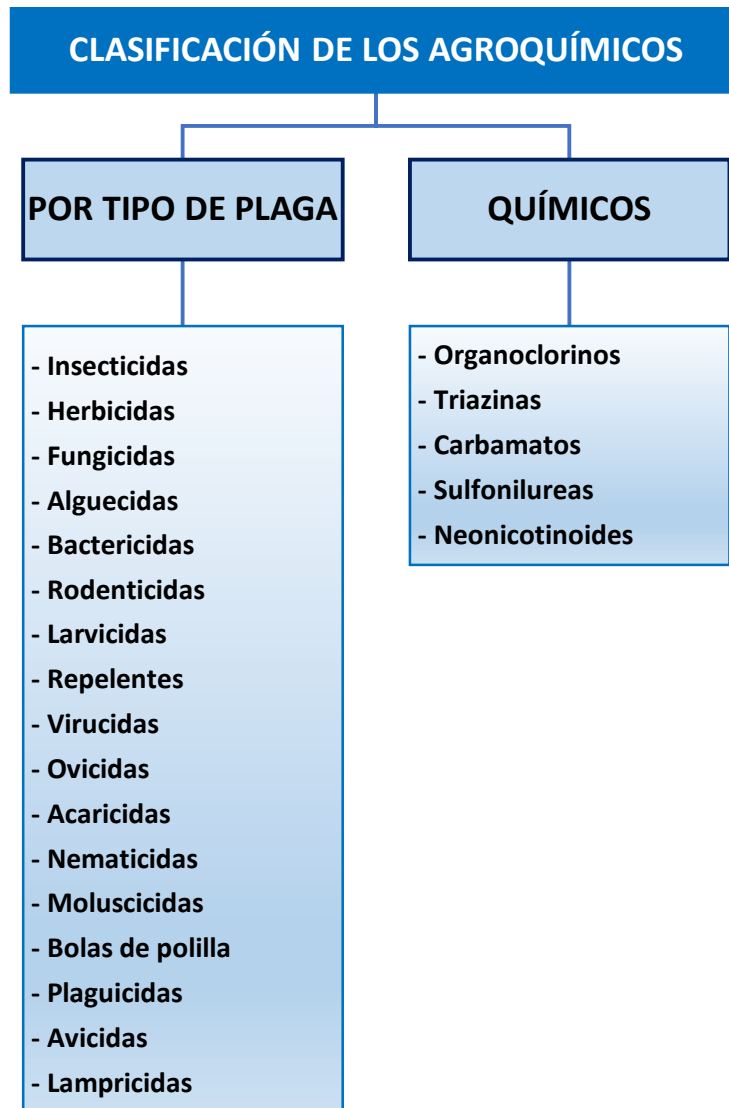 CLASIFICACIÓN DE LOS AGROQUÍMICOS
POR TIPO DE PLAGA
- Insecticidas
- Herbicidas
- Fungicidas
- Alguecidas
- Bactericidas
- Rodenticidas
- Larvicidas
- Repelentes
- Virucidas
- Ovicidas
- Acaricidas
- Nematicidas
- Moluscicidas
- Bolas de polilla
- Plaguicidas
- Avicidas
- Lampricidas
QUÍMICOS
- Organoclorinos
- Triazinas
- Carbamatos
- Sulfonilureas
- Neonicotinoides